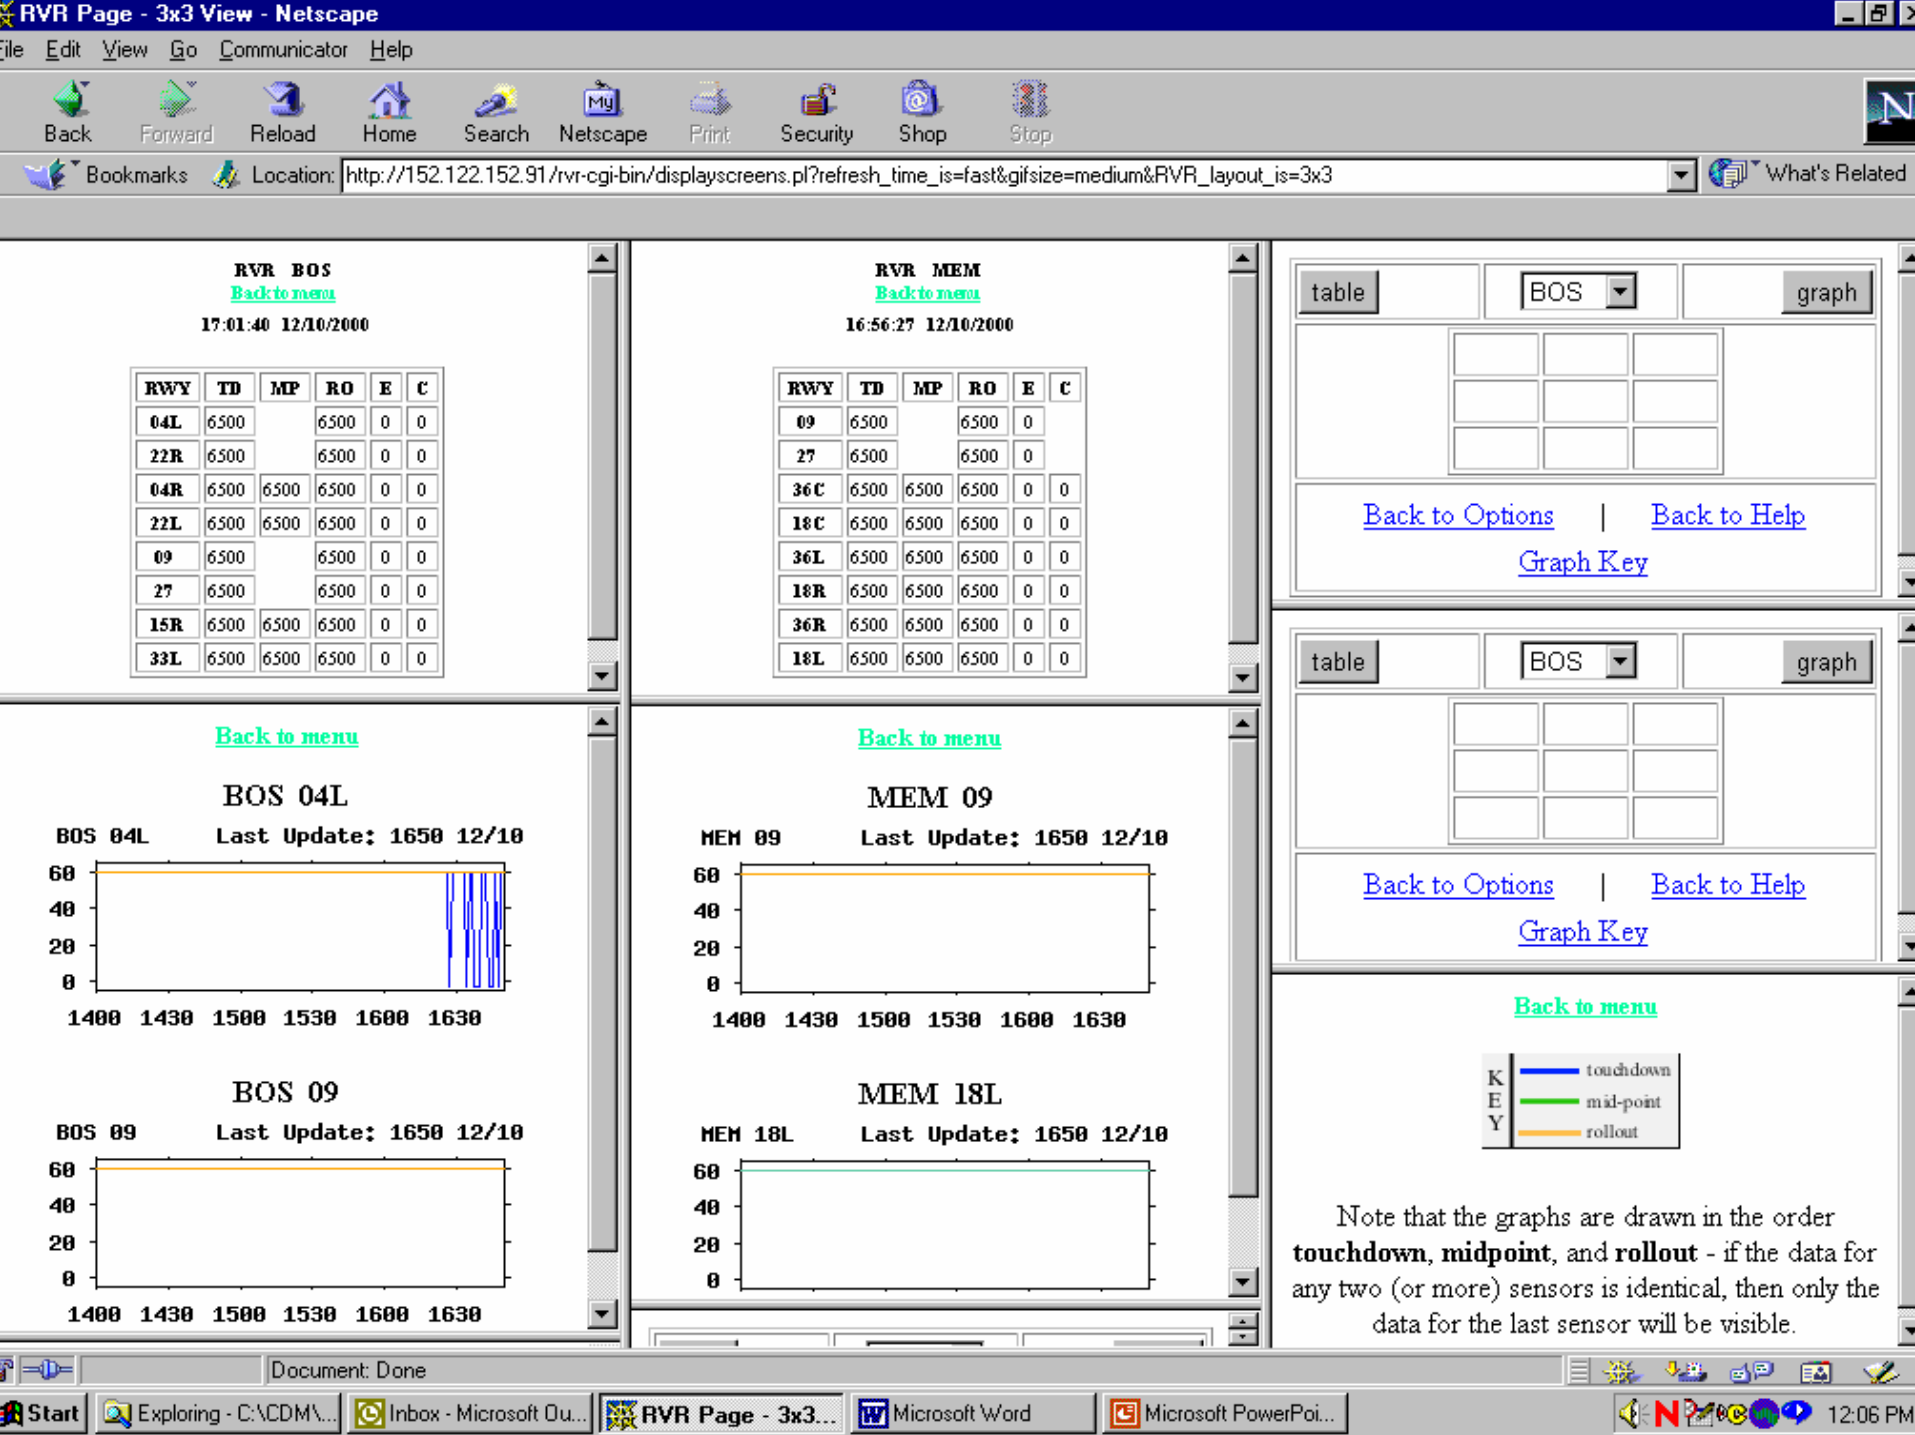 RVR Page - 3x3 View - Netscape
File Edit View Go Communicator Help
My N
Back Forward Reload Home Search Netscape Print Security Shop Stop
Bookmarks Location: http://152.122.152.91/rvr-cgi-bin/displayscreens.pl?refresh_time_is=fast&gifsize=medium&RVR_layout_is=3x3 What's Related
RVR BOS
Back to menu
17:01:40 12/10/2000
RWY TD MP RO E C
04L 6500 6500 0 0
22R 6500 6500 0 0
04R 6500 6500 6500 0 0
22L 6500 6500 6500 0 0
09 6500 6500 0 0
27 6500 6500 0 0
15R 6500 6500 6500 0 0
33L 6500 6500 6500 0 0
RVR MEM
Back to menu
16:56:27 12/10/2000
RWY TD MP RO E C
09 6500 6500 0
27 6500 6500 0
36C 6500 6500 6500 0 0
18C 6500 6500 6500 0 0
36L 6500 6500 6500 0 0
18R 6500 6500 6500 0 0
36R 6500 6500 6500 0 0
18L 6500 6500 6500 0 0
table BOS graph
Back to Options | Back to Help
Graph Key
table BOS graph
Back to Options | Back to Help
Graph Key
Back to menu
BOS 04L
BOS 04L Last Update: 1650 12/10
60
40
20
0
1400 1430 1500 1530 1600 1630
BOS 09
BOS 09 Last Update: 1650 12/10
60
40
20
0
1400 1430 1500 1530 1600 1630
Back to menu
MEM 09
MEM 09 Last Update: 1650 12/10
60
40
20
0
1400 1430 1500 1530 1600 1630
MEM 18L
MEM 18L Last Update: 1650 12/10
60
40
20
0
Back to menu
KEY
touchdown
mid-point
rollout
Note that the graphs are drawn in the order
touchdown, midpoint, and rollout - if the data for
any two (or more) sensors is identical, then only the
data for the last sensor will be visible.
Document: Done
Start Exploring - C:\CDM\... Inbox - Microsoft Ou... RVR Page - 3x3... Microsoft Word Microsoft PowerPoi... 12:06 PM